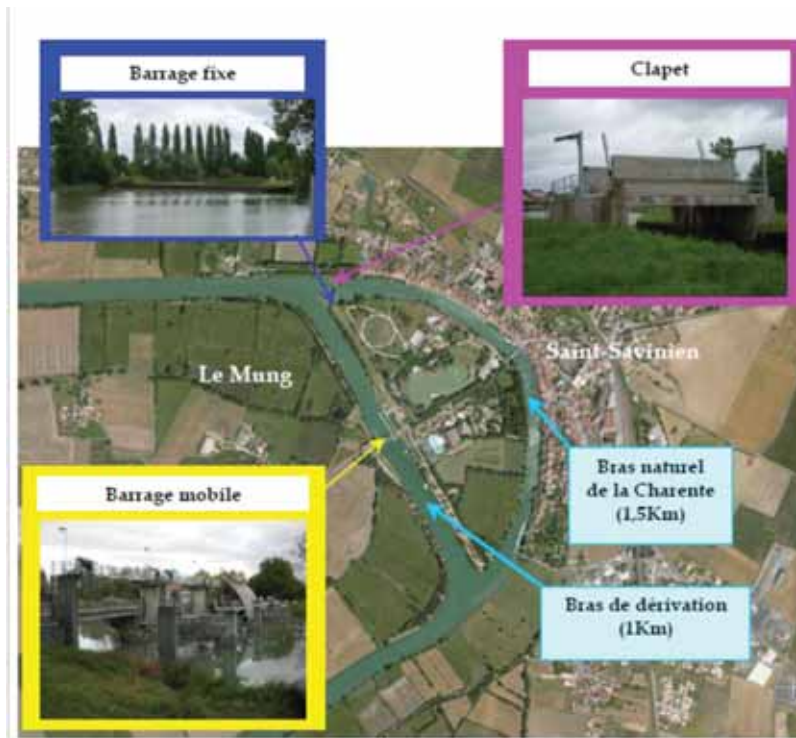 Barrage fixe
Clapet
Le Mung
Saint-Savinien
Barrage mobile
Bras naturel
de la Charente
(1,5Km)
Bras de dérivation
(1Km)